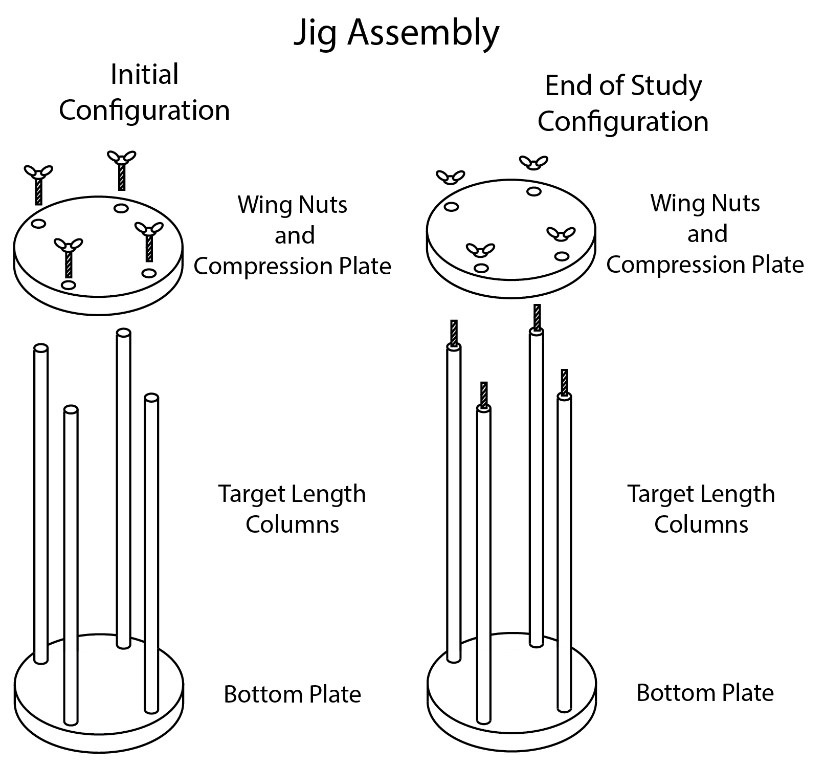 Jig Assembly
Initial
Configuration
Wing Nuts
and
Compression Plate
Target Length
Columns
Bottom Plate
End of Study
Configuration
Wing Nuts
and
Compression Plate
Target Length
Columns
Bottom Plate